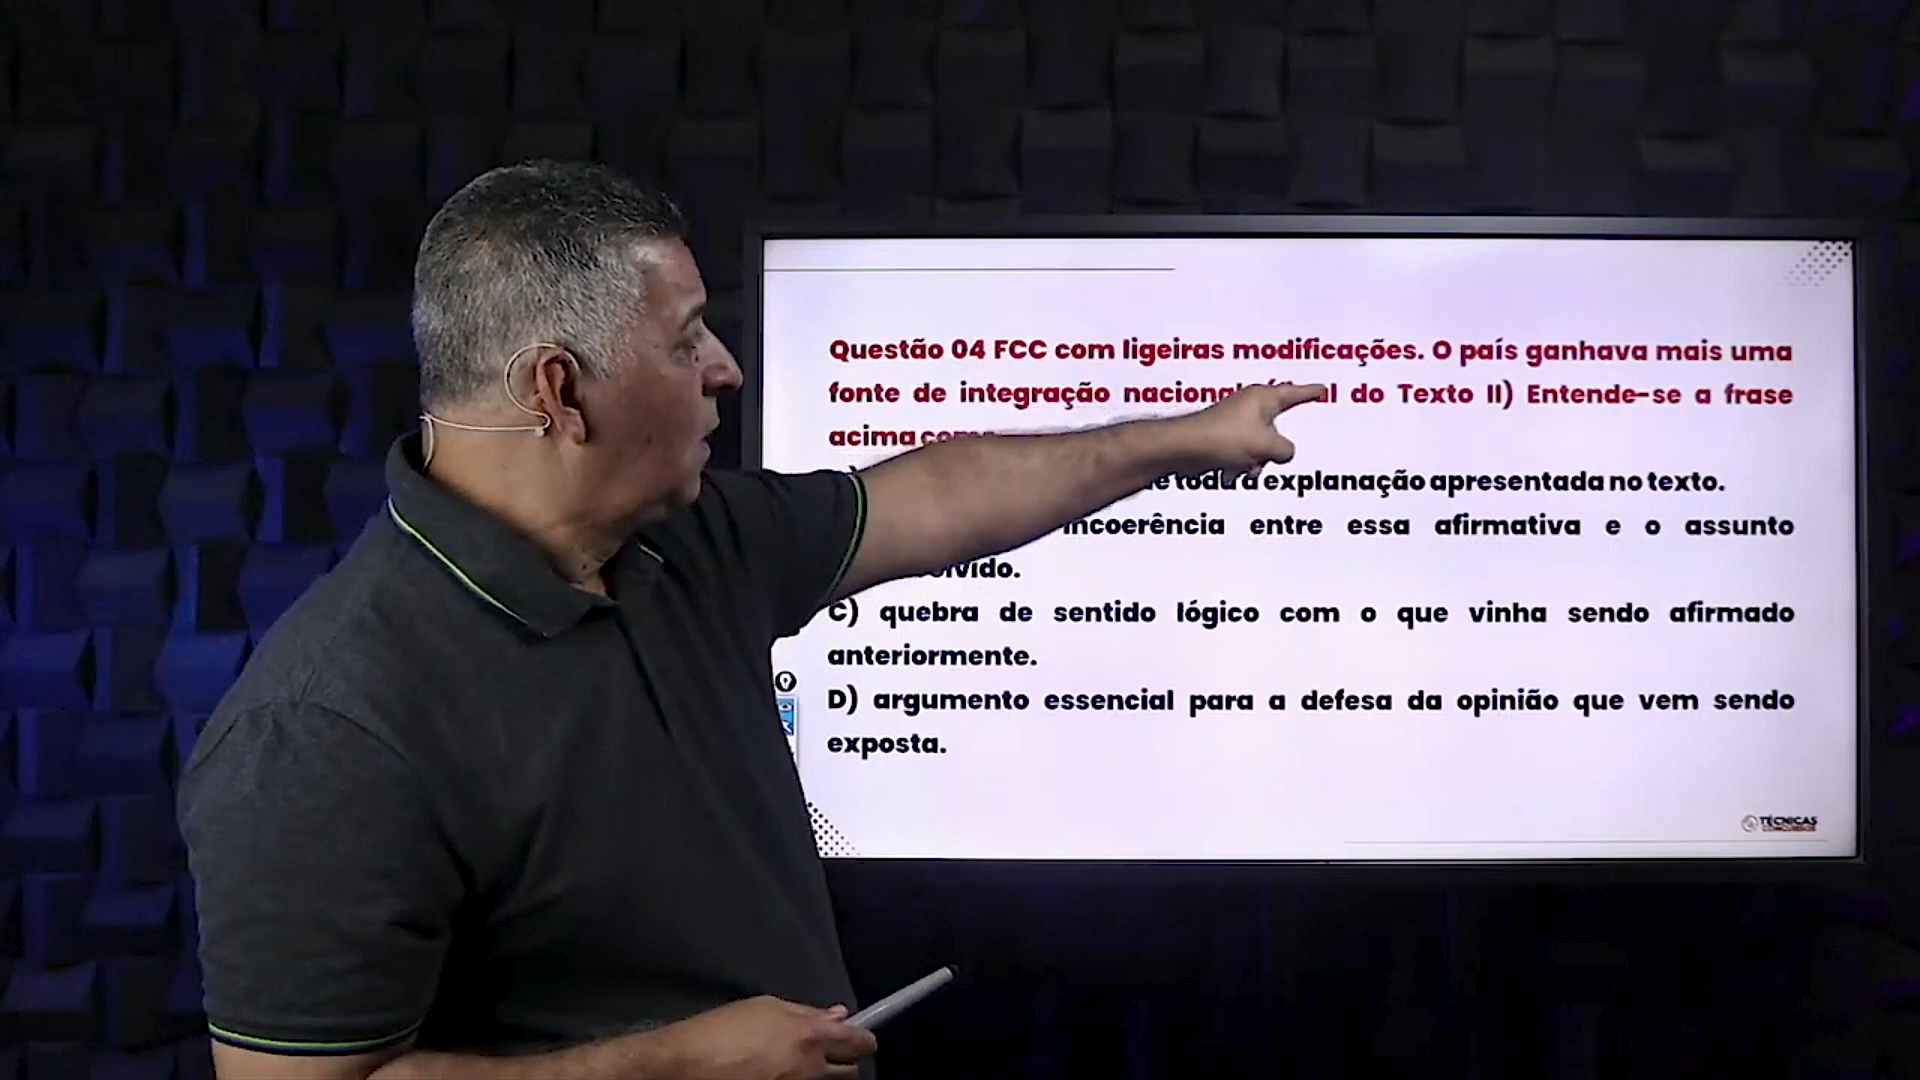 Questão 04 FCC com ligeiras modificações. O país ganhava mais uma
fonte de integração nacional do Texto II) Entende-se a frase
acima
toda a explanação apresentada no texto.
incoerência entre essa afirmativa e o assunto
C) quebra de sentido lógico com o que vinha sendo afirmado
anteriormente.
D) argumento essencial para a defesa da opinião que vem sendo
exposta.
TÉCNICAS
CONCURSOS